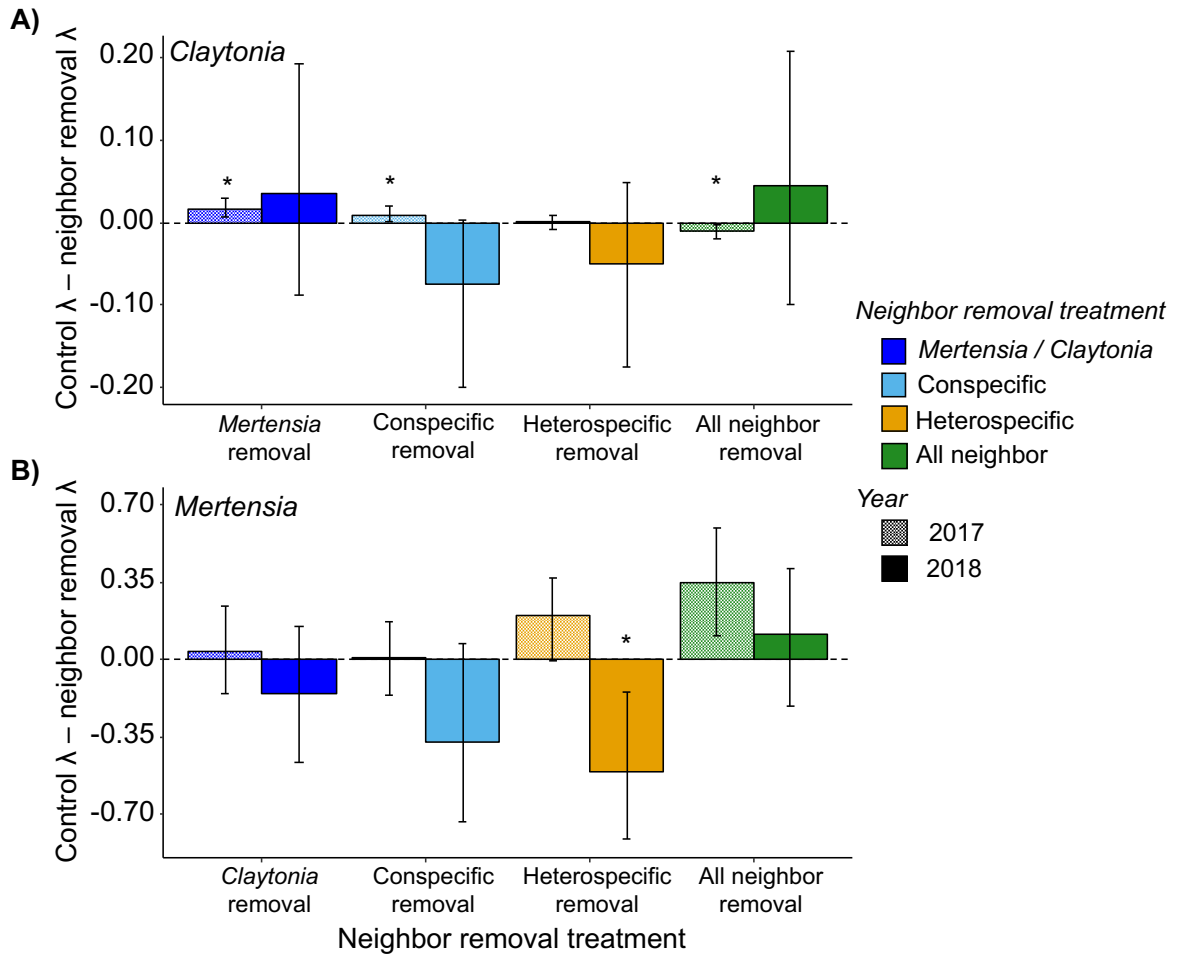 A)
Control λ – neighbor removal λ
Claytonia
0.20
0.10
0.00
-0.10
-0.20
*
*
*
Mertensia removal
Conspecific removal
Heterospecific removal
All neighbor removal
B)
Control λ – neighbor removal λ
Mertensia
0.70
0.35
0.00
-0.35
-0.70
*
Claytonia removal
Conspecific removal
Heterospecific removal
All neighbor removal
Neighbor removal treatment
Neighbor removal treatment
Mertensia / Claytonia
Conspecific
Heterospecific
All neighbor
Year
2017
2018